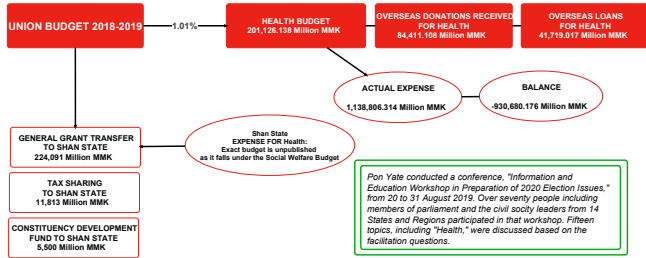 UNION BUDGET 2018-2019
1.01%
HEALTH BUDGET
201,126.138 Million MMK
OVERSEAS DONATIONS RECEIVED
FOR HEALTH
84,411.108 Million MMK
OVERSEAS LOANS
FOR HEALTH
41,719.017 Million MMK
ACTUAL EXPENSE
1,138,806.314 Million MMK
BALANCE
-930,680.176 Million MMK
GENERAL GRANT TRANSFER
TO SHAN STATE
224,091 Million MMK
Shan State
EXPENSE FOR Health:
Exact budget is unpublished
as it falls under the Social Welfare Budget
TAX SHARING
TO SHAN STATE
11,813 Million MMK
CONSTITUENCY DEVELOPMENT
FUND TO SHAN STATE
5,500 Million MMK
Pon Yate conducted a conference, "Information and
Education Workshop in Preparation of 2020 Election Issues,"
from 20 to 31 August 2019. Over seventy people including
members of parliament and the civil socity leaders from 14
States and Regions participated in that workshop. Fifteen
topics, including "Health," were discussed based on the
facilitation questions.